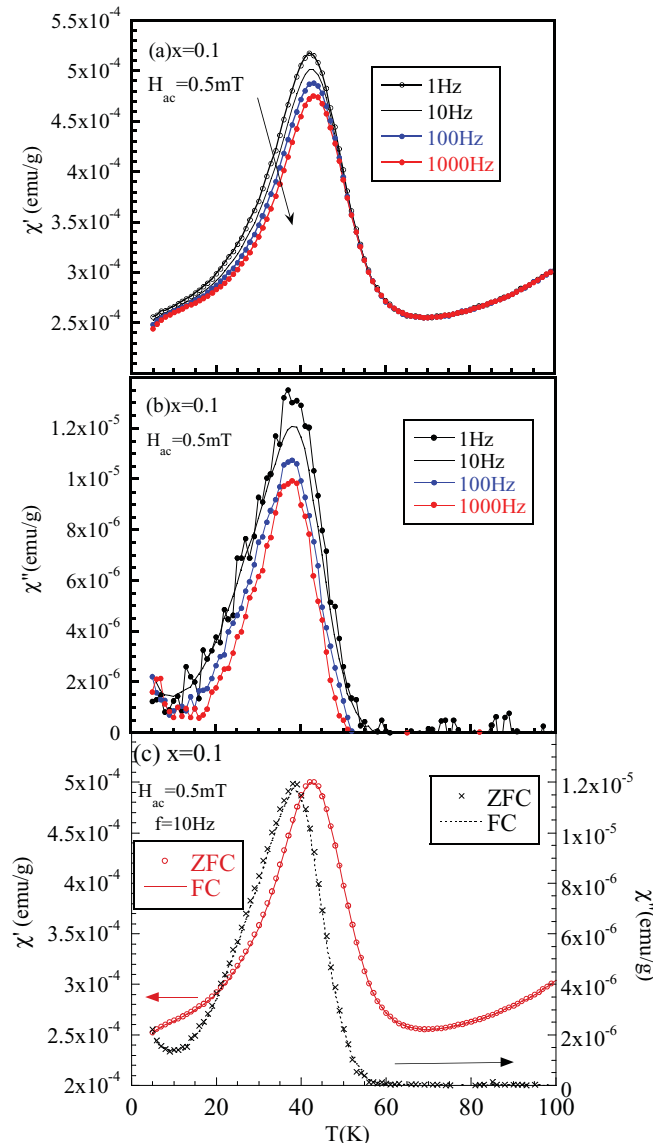 5.5x10⁻⁴
5x10⁻⁴
4.5x10⁻⁴
4x10⁻⁴
3.5x10⁻⁴
3x10⁻⁴
2.5x10⁻⁴
χ' (emu/g)
(a)x=0.1
H_ac=0.5mT
1Hz
10Hz
100Hz
1000Hz
1.2x10⁻⁵
1x10⁻⁵
8x10⁻⁶
6x10⁻⁶
4x10⁻⁶
2x10⁻⁶
0
χ"(emu/g)
(b)x=0.1
H_ac=0.5mT
1Hz
10Hz
100Hz
1000Hz
5x10⁻⁴
4.5x10⁻⁴
4x10⁻⁴
3.5x10⁻⁴
3x10⁻⁴
2.5x10⁻⁴
2x10⁻⁴
χ' (emu/g)
(c) x=0.1
H_ac=0.5mT
f=10Hz
ZFC
FC
ZFC
FC
1.2x10⁻⁵
9x10⁻⁶
8x10⁻⁶
6x10⁻⁶
4x10⁻⁶
2x10⁻⁶
0
χ"(emu/g)
0 20 40 60 80 100
T(K)